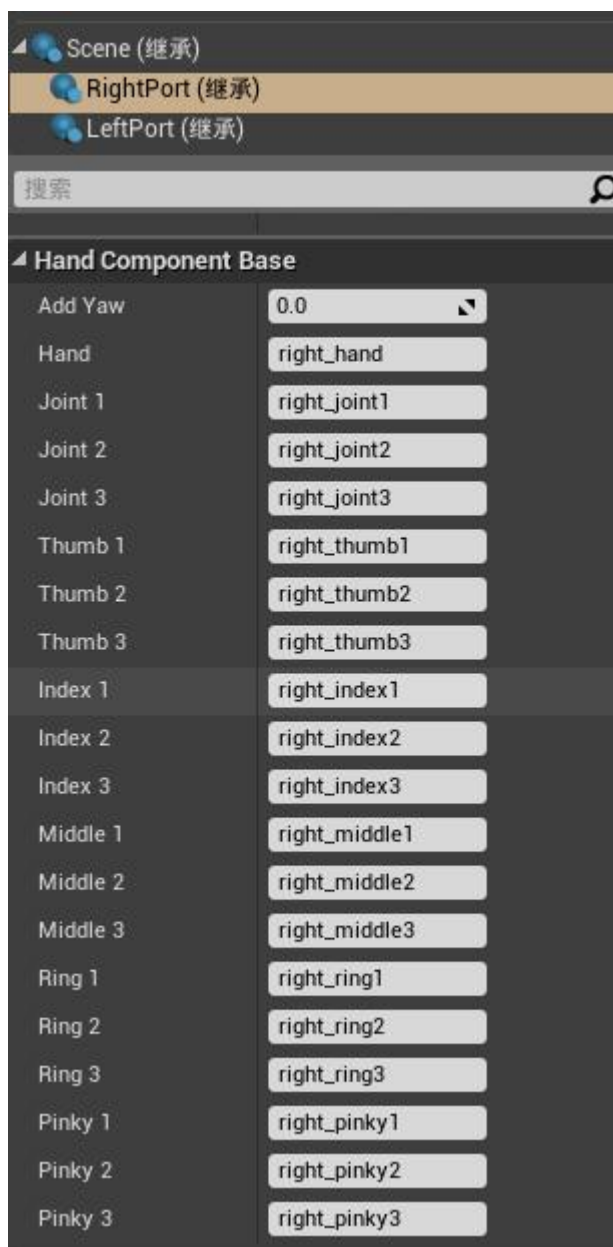 Scene (继承)
RightPort (继承)
LeftPort (继承)
搜索
Hand Component Base
Add Yaw 0.0
Hand right_hand
Joint 1 right_joint1
Joint 2 right_joint2
Joint 3 right_joint3
Thumb 1 right_thumb1
Thumb 2 right_thumb2
Thumb 3 right_thumb3
Index 1 right_index1
Index 2 right_index2
Index 3 right_index3
Middle 1 right_middle1
Middle 2 right_middle2
Middle 3 right_middle3
Ring 1 right_ring1
Ring 2 right_ring2
Ring 3 right_ring3
Pinky 1 right_pinky1
Pinky 2 right_pinky2
Pinky 3 right_pinky3